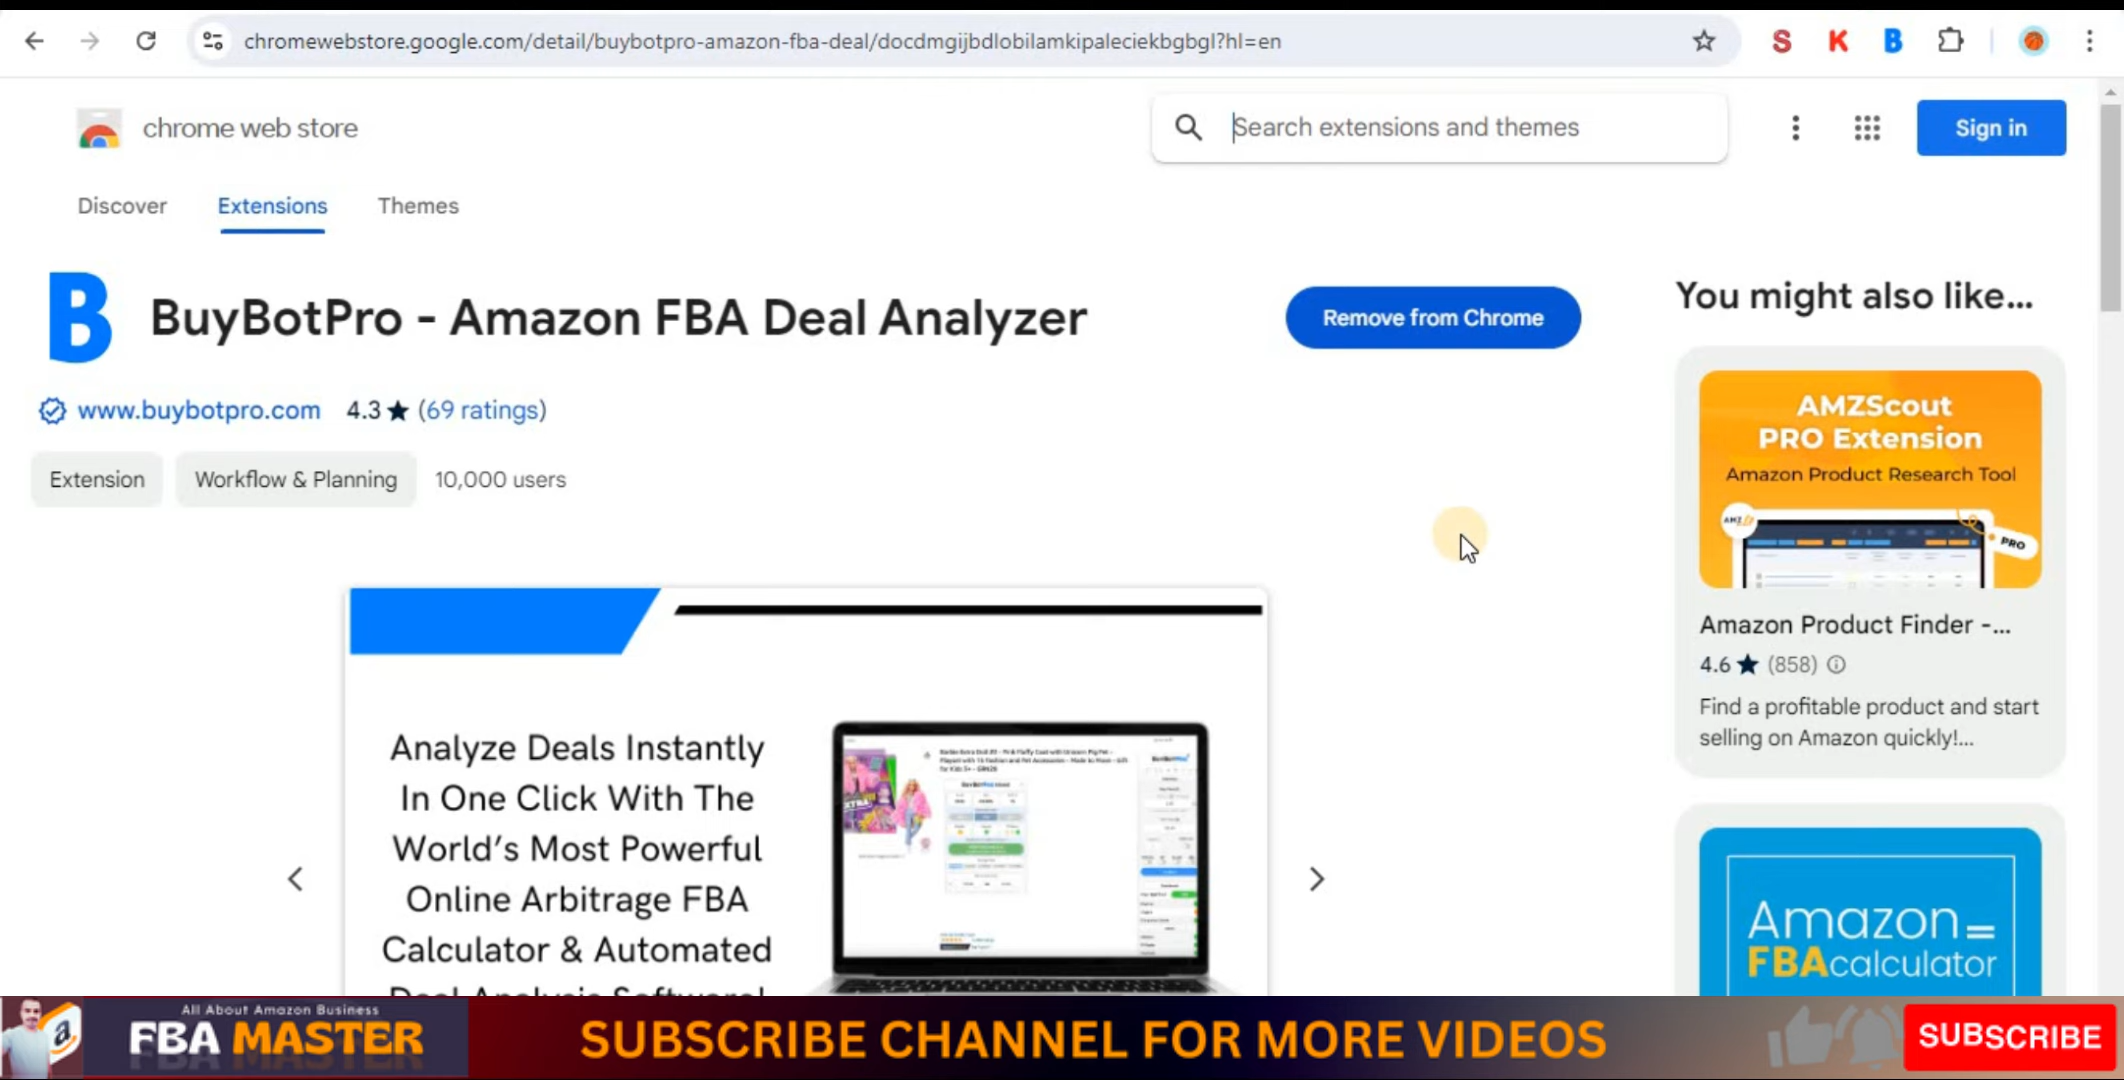 chromewebstore.google.com/detail/buybotpro-amazon-fba-deal/docdmgijbdlobilamkipaleciekbgbgl?hl=en
S K B
chrome web store
Search extensions and themes
Sign in
Discover Extensions Themes
B BuyBotPro - Amazon FBA Deal Analyzer
Remove from Chrome
www.buybotpro.com 4.3 ★ (69 ratings)
Extension Workflow & Planning 10,000 users
Analyze Deals Instantly
In One Click With The
World's Most Powerful
Online Arbitrage FBA
Calculator & Automated
Deal Analysis Software!
You might also like...
AMZScout
PRO Extension
Amazon Product Research Tool
AMZ
PRO
Amazon Product Finder -...
4.6 ★ (858)
Find a profitable product and start
selling on Amazon quickly!...
Amazon
FBAcalculator
All About Amazon Business
FBA MASTER
SUBSCRIBE CHANNEL FOR MORE VIDEOS
SUBSCRIBE